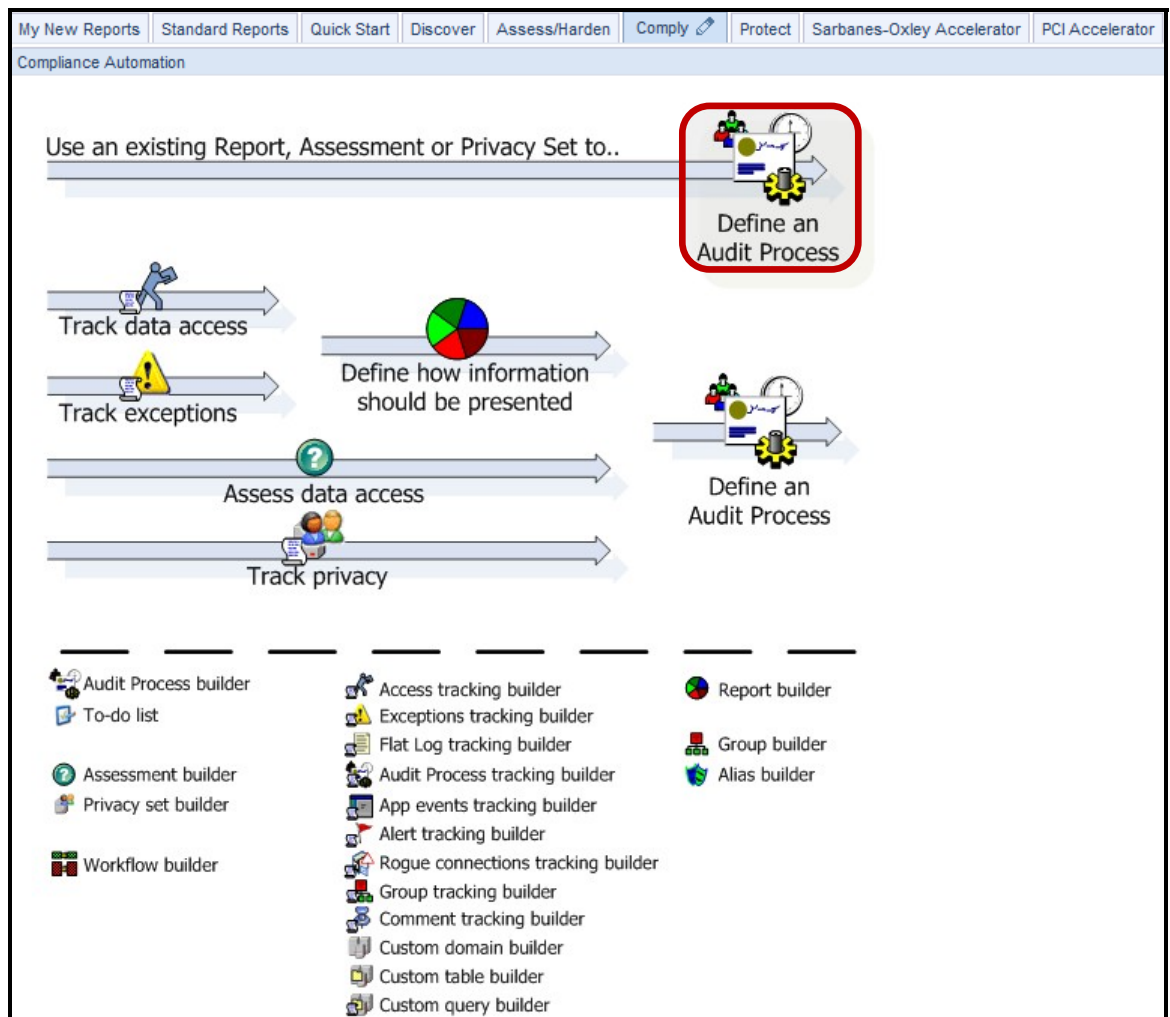 My New Reports Standard Reports Quick Start Discover Assess/Harden Comply Protect Sarbanes-Oxley Accelerator PCI Accelerator
Compliance Automation
Use an existing Report, Assessment or Privacy Set to..
Define an
Audit Process
Track data access
Track exceptions
Define how information
should be presented
Assess data access
Track privacy
Define an
Audit Process
Audit Process builder
To-do list
Assessment builder
Privacy set builder
Workflow builder
Access tracking builder
Exceptions tracking builder
Flat Log tracking builder
Audit Process tracking builder
App events tracking builder
Alert tracking builder
Rogue connections tracking builder
Group tracking builder
Comment tracking builder
Custom domain builder
Custom table builder
Custom query builder
Report builder
Group builder
Alias builder